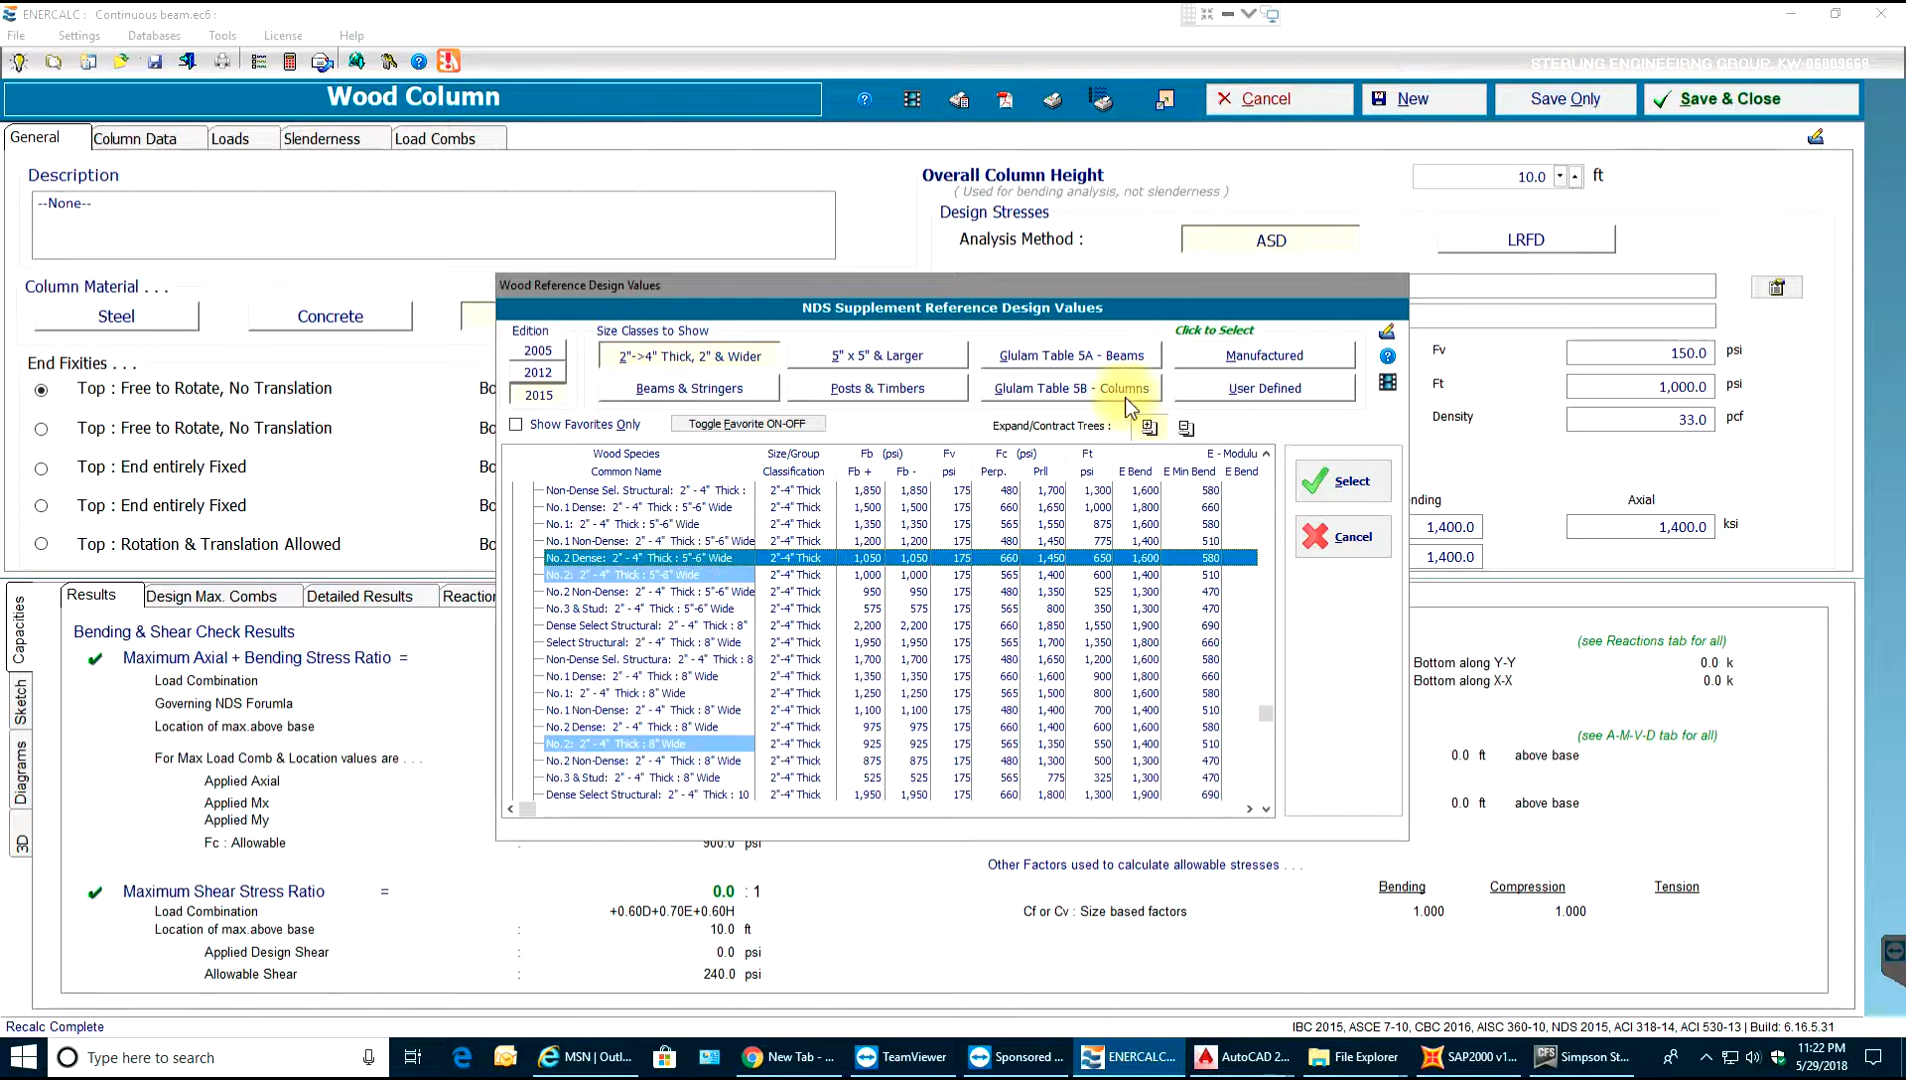 ENERCALC : Continuous beam.ec6 :
File Settings Databases Tools License Help
STERLING ENGINEEIRNG GROUP. KW-06009668
Wood Column
Cancel New Save Only Save & Close
General Column Data Loads Slenderness Load Combs
Description
--None--
Overall Column Height 10.0 ft
( Used for bending analysis, not slenderness )
Design Stresses
Analysis Method : ASD LRFD
Column Material . . .
Steel Concrete
End Fixities . . .
Top : Free to Rotate, No Translation Bo
Top : Free to Rotate, No Translation Bo
Top : End entirely Fixed Bo
Top : End entirely Fixed Bo
Top : Rotation & Translation Allowed Bo
Fv 150.0 psi
Ft 1,000.0 psi
Density 33.0 pcf
nding Axial
1,400.0 1,400.0 ksi
1,400.0
Wood Reference Design Values
NDS Supplement Reference Design Values
Edition Size Classes to Show Click to Select
2005
2012
2015
2"->4" Thick, 2" & Wider 5" x 5" & Larger Glulam Table 5A - Beams Manufactured
Beams & Stringers Posts & Timbers Glulam Table 5B - Columns User Defined
Show Favorites Only Toggle Favorite ON-OFF Expand/Contract Trees :
Wood Species Size/Group Fb (psi) Fv Fc (psi) Ft E - Modulu
Common Name Classification Fb + Fb - psi Perp. Prll psi E Bend E Min Bend E Bend
Non-Dense Sel. Structural: 2" - 4" Thick : 2"-4" Thick 1,850 1,850 175 480 1,700 1,300 1,600 580
No.1 Dense: 2" - 4" Thick : 5"-6" Wide 2"-4" Thick 1,500 1,500 175 660 1,650 1,000 1,800 660
No.1: 2" - 4" Thick : 5"-6" Wide 2"-4" Thick 1,350 1,350 175 565 1,550 875 1,600 580
No.1 Non-Dense: 2" - 4" Thick : 5"-6" Wide 2"-4" Thick 1,200 1,200 175 480 1,450 775 1,400 510
No.2 Dense: 2" - 4" Thick : 5"-6" Wide 2"-4" Thick 1,050 1,050 175 660 1,450 650 1,600 580
No.2: 2" - 4" Thick : 5"-6" Wide 2"-4" Thick 1,000 1,000 175 565 1,400 600 1,400 510
No.2 Non-Dense: 2" - 4" Thick : 5"-6" Wide 2"-4" Thick 950 950 175 480 1,350 525 1,300 470
No.3 & Stud: 2" - 4" Thick : 5"-6" Wide 2"-4" Thick 575 575 175 565 800 350 1,300 470
Dense Select Structural: 2" - 4" Thick : 8" 2"-4" Thick 2,200 2,200 175 660 1,850 1,550 1,900 690
Select Structural: 2" - 4" Thick : 8" Wide 2"-4" Thick 1,950 1,950 175 565 1,700 1,350 1,800 660
Non-Dense Sel. Structura: 2" - 4" Thick : 8 2"-4" Thick 1,700 1,700 175 480 1,650 1,200 1,600 580
No.1 Dense: 2" - 4" Thick : 8" Wide 2"-4" Thick 1,350 1,350 175 660 1,600 900 1,800 660
No.1: 2" - 4" Thick : 8" Wide 2"-4" Thick 1,250 1,250 175 565 1,500 800 1,600 580
No.1 Non-Dense: 2" - 4" Thick : 8" Wide 2"-4" Thick 1,100 1,100 175 480 1,400 700 1,400 510
No.2 Dense: 2" - 4" Thick : 8" Wide 2"-4" Thick 975 975 175 660 1,400 600 1,600 580
No.2: 2" - 4" Thick : 8" Wide 2"-4" Thick 925 925 175 565 1,350 550 1,400 510
No.2 Non-Dense: 2" - 4" Thick : 8" Wide 2"-4" Thick 875 875 175 480 1,300 500 1,300 470
No.3 & Stud: 2" - 4" Thick : 8" Wide 2"-4" Thick 525 525 175 565 775 325 1,300 470
Dense Select Structural: 2" - 4" Thick : 10 2"-4" Thick 1,950 1,950 175 660 1,800 1,300 1,900 690
Select
Cancel
Capacities
Sketch
Diagrams
3D
Results Design Max. Combs Detailed Results Reaction
Bending & Shear Check Results
Maximum Axial + Bending Stress Ratio =
Load Combination
Governing NDS Forumla
Location of max.above base
For Max Load Comb & Location values are . . .
Applied Axial
Applied Mx
Applied My
Fc : Allowable : 900.0 psi
Maximum Shear Stress Ratio = 0.0 : 1
Load Combination +0.60D+0.70E+0.60H
Location of max.above base : 10.0 ft
Applied Design Shear : 0.0 psi
Allowable Shear : 240.0 psi
(see Reactions tab for all)
Bottom along Y-Y 0.0 k
Bottom along X-X 0.0 k
(see A-M-V-D tab for all)
0.0 ft above base
0.0 ft above base
Other Factors used to calculate allowable stresses . . .
Bending Compression Tension
Cf or Cv : Size based factors 1.000 1.000
Recalc Complete
IBC 2015, ASCE 7-10, CBC 2016, AISC 360-10, NDS 2015, ACI 318-14, ACI 530-13 | Build: 6.16.5.31
Type here to search
MSN | Outl... New Tab - ... TeamViewer Sponsored ... ENERCALC... AutoCAD 2... File Explorer SAP2000 v1... CFS Simpson St...
11:22 PM
5/29/2018